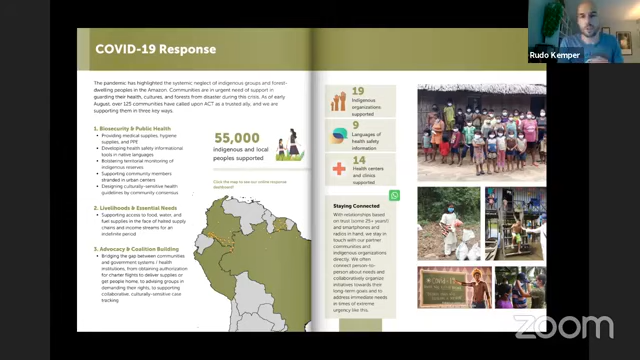 COVID-19 Response
The pandemic has highlighted the systemic neglect of indigenous groups and forest-
dwelling peoples in the Amazon. Communities are in urgent need of support in
guarding their health, cultures, and forests from disaster during this crisis. As of early
August, over 125 communities have called upon ACT as a trusted ally, and we are
supporting them in three key ways.
1. Biosecurity & Public Health
• Providing medical supplies, hygiene
supplies, and PPE
• Developing health safety informational
tools in native languages
• Bolstering territorial monitoring of
indigenous reserves
• Supporting community members
stranded in urban centers
• Designing culturally-sensitive health
guidelines by community consensus
2. Livelihoods & Essential Needs
• Supporting access to food, water, and
fuel supplies in the face of halted supply
chains and income streams for an
indefinite period
3. Advocacy & Coalition Building
• Bridging the gap between communities
and government systems / health
institutions, from obtaining authorization
for charter flights to deliver supplies or
get people home, to advising groups in
demanding their rights, to supporting
collaborative, culturally-sensitive case
tracking
55,000
indigenous and local
peoples supported
Click the map to see our online response
dashboard!
19
Indigenous
organizations
supported
9
Languages of
health safety
information
14
Health centers
and clinics
supported
Staying Connected
With relationships based
on trust (some 25+ years!)
and smartphones and
radios in hand, we stay in
touch with our partner
communities and
indigenous organizations
directly. We often
connect person-to-
person about needs and
collaboratively organize
initiatives towards their
long-term goals and to
address immediate needs
in times of extreme
urgency like this.
Rudo Kemper
zoom